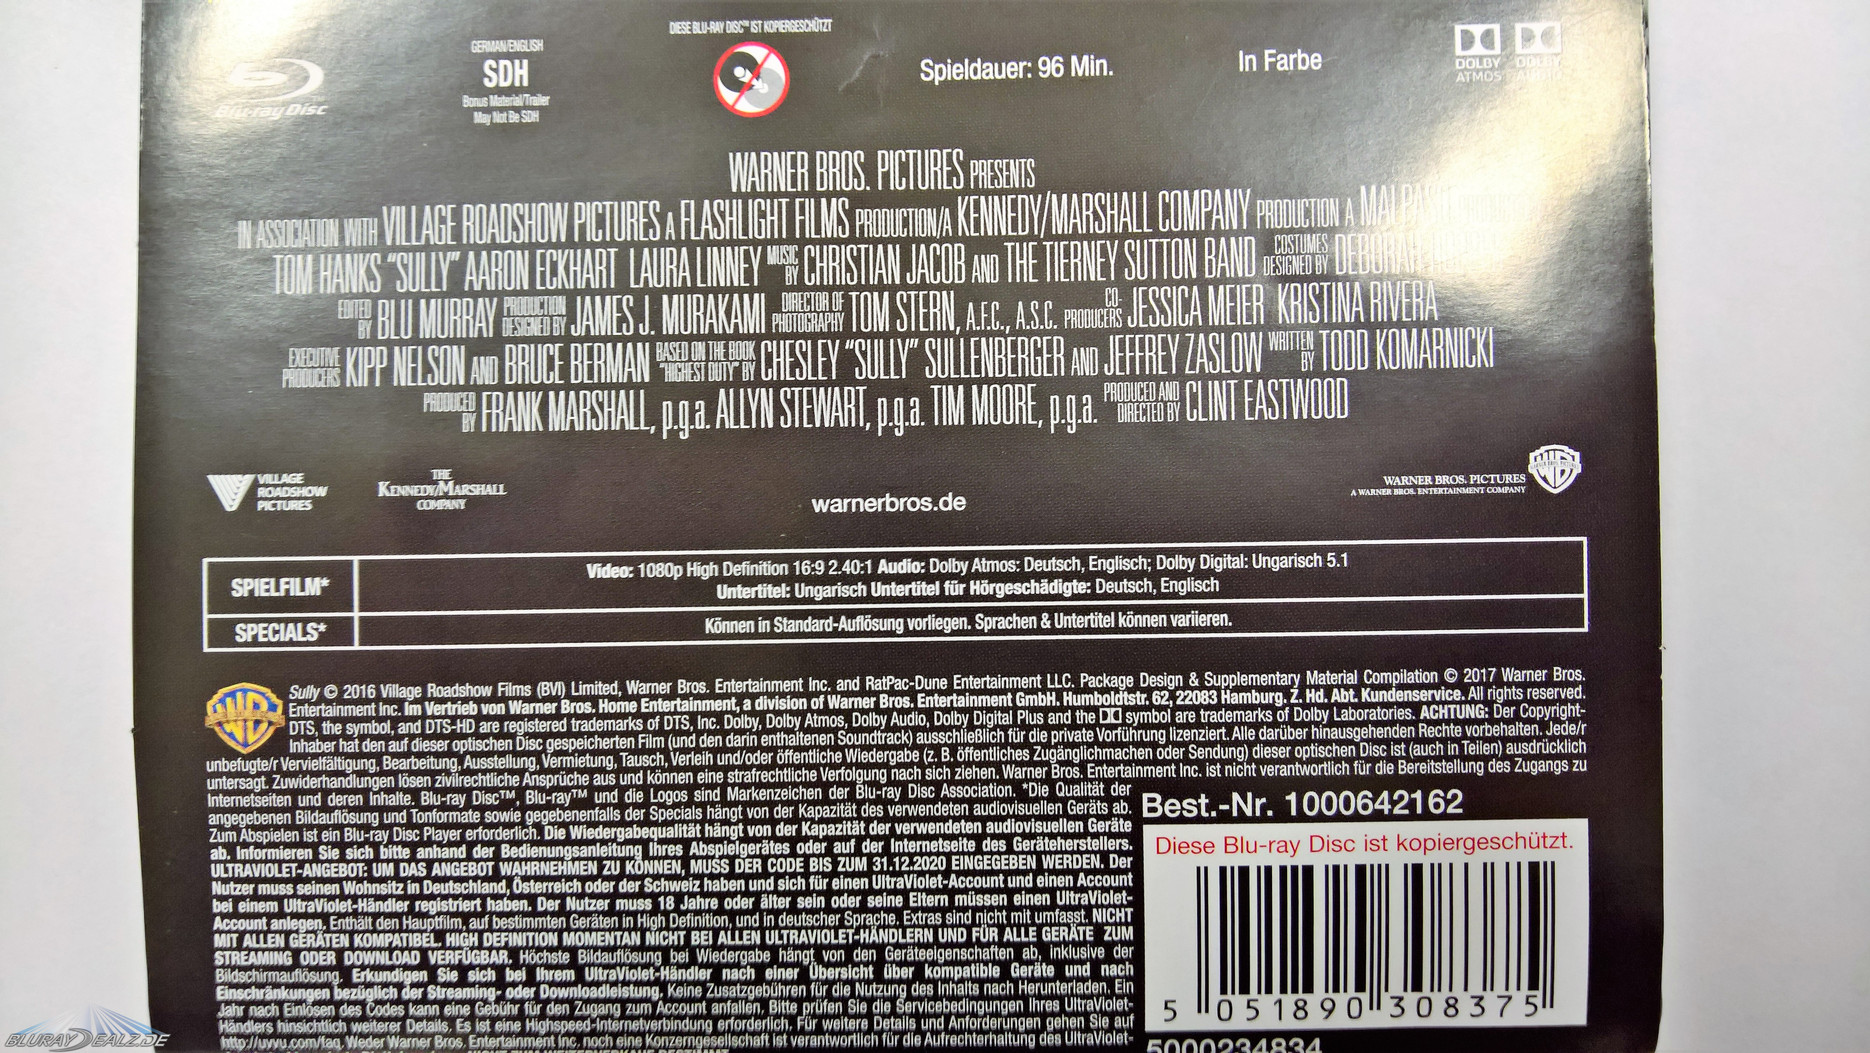 DIESE BLU-RAY DISC™ IST KOPIERGESCHÜTZT
Blu-ray Disc
GERMAN/ENGLISH
SDH
Bonus Material/Trailer
May Not Be SDH
Spieldauer: 96 Min.
In Farbe
DOLBY ATMOS
DOLBY AUDIO
WARNER BROS. PICTURES PRESENTS
IN ASSOCIATION WITH VILLAGE ROADSHOW PICTURES A FLASHLIGHT FILMS PRODUCTION/A KENNEDY/MARSHALL COMPANY PRODUCTION A
TOM HANKS "SULLY" AARON ECKHART LAURA LINNEY MUSIC BY CHRISTIAN JACOB AND THE TIERNEY SUTTON BAND COSTUMES DESIGNED BY DEBORAH
EDITED BY BLU MURRAY PRODUCTION DESIGNED BY JAMES J. MURAKAMI DIRECTOR OF PHOTOGRAPHY TOM STERN, A.F.C., A.S.C. CO-PRODUCERS JESSICA MEIER KRISTINA RIVERA
EXECUTIVE PRODUCERS KIPP NELSON AND BRUCE BERMAN BASED ON THE BOOK "HIGHEST DUTY" BY CHESLEY "SULLY" SULLENBERGER AND JEFFREY ZASLOW WRITTEN BY TODD KOMARNICKI
PRODUCED BY FRANK MARSHALL, p.g.a. ALLYN STEWART, p.g.a. TIM MOORE, p.g.a. PRODUCED AND DIRECTED BY CLINT EASTWOOD
VILLAGE
ROADSHOW
PICTURES
THE
KENNEDY/MARSHALL
COMPANY
warnerbros.de
WARNER BROS. PICTURES
A WARNER BROS. ENTERTAINMENT COMPANY
SPIELFILM*
Video: 1080p High Definition 16:9 2.40:1 Audio: Dolby Atmos: Deutsch, Englisch; Dolby Digital: Ungarisch 5.1
Untertitel: Ungarisch Untertitel für Hörgeschädigte: Deutsch, Englisch
SPECIALS*
Können in Standard-Auflösung vorliegen. Sprachen & Untertitel können variieren.
Sully © 2016 Village Roadshow Films (BVI) Limited, Warner Bros. Entertainment Inc. and RatPac-Dune Entertainment LLC. Package Design & Supplementary Material Compilation © 2017 Warner Bros.
Entertainment Inc. Im Vertrieb von Warner Bros. Home Entertainment, a division of Warner Bros. Entertainment GmbH. Humboldtstr. 62, 22083 Hamburg. Z. Hd. Abt. Kundenservice. All rights reserved.
DTS, the symbol, and DTS-HD are registered trademarks of DTS, Inc. Dolby, Dolby Atmos, Dolby Audio, Dolby Digital Plus and the symbol are trademarks of Dolby Laboratories. ACHTUNG: Der Copyright-
Inhaber hat den auf dieser optischen Disc gespeicherten Film (und den darin enthaltenen Soundtrack) ausschließlich für die private Vorführung lizenziert. Alle darüber hinausgehenden Rechte vorbehalten. Jede/r
unbefugte/r Vervielfältigung, Bearbeitung, Ausstellung, Vermietung, Tausch, Verleih und/oder öffentliche Wiedergabe (z. B. öffentliches Zugänglichmachen oder Sendung) dieser optischen Disc ist (auch in Teilen) ausdrücklich
untersagt. Zuwiderhandlungen lösen zivilrechtliche Ansprüche aus und können eine strafrechtliche Verfolgung nach sich ziehen. Warner Bros. Entertainment Inc. ist nicht verantwortlich für die Bereitstellung des Zugangs zu
Internetseiten und deren Inhalte. Blu-ray Disc™, Blu-ray™ und die Logos sind Markenzeichen der Blu-ray Disc Association. *Die Qualität der
angegebenen Bildauflösung und Tonformate sowie gegebenenfalls der Specials hängt von der Kapazität des verwendeten audiovisuellen Geräts ab.
Zum Abspielen ist ein Blu-ray Disc Player erforderlich. Die Wiedergabequalität hängt von der Kapazität der verwendeten audiovisuellen Geräte
ab. Informieren Sie sich bitte anhand der Bedienungsanleitung Ihres Abspielgerätes oder auf der Internetseite des Geräteherstellers.
ULTRAVIOLET-ANGEBOT: UM DAS ANGEBOT WAHRNEHMEN ZU KÖNNEN, MUSS DER CODE BIS ZUM 31.12.2020 EINGEGEBEN WERDEN. Der
Nutzer muss seinen Wohnsitz in Deutschland, Österreich oder der Schweiz haben und sich für einen UltraViolet-Account und einen Account
bei einem UltraViolet-Händler registriert haben. Der Nutzer muss 18 Jahre oder älter sein oder seine Eltern müssen einen UltraViolet-
Account anlegen. Enthält den Hauptfilm, auf bestimmten Geräten in High Definition, und in deutscher Sprache. Extras sind nicht mit umfasst. NICHT
MIT ALLEN GERÄTEN KOMPATIBEL. HIGH DEFINITION MOMENTAN NICHT BEI ALLEN ULTRAVIOLET-HÄNDLERN UND FÜR ALLE GERÄTE ZUM
STREAMING ODER DOWNLOAD VERFÜGBAR. Höchste Bildauflösung bei Wiedergabe hängt von den Geräteeigenschaften ab, inklusive der
Bildschirmauflösung. Erkundigen Sie sich bei Ihrem UltraViolet-Händler nach einer Übersicht über kompatible Geräte und nach
Einschränkungen bezüglich der Streaming- oder Downloadleistung. Keine Zusatzgebühren für die Nutzung des Inhalts nach Herunterladen. Ein
Jahr nach Einlösen des Codes kann eine Gebühr für den Zugang zum Account anfallen. Bitte prüfen Sie die Servicebedingungen Ihres UltraViolet-
Händlers hinsichtlich weiterer Details. Es ist eine Highspeed-Internetverbindung erforderlich. Für weitere Details und Anforderungen gehen Sie auf
http://uvvu.com/faq. Weder Warner Bros. Entertainment Inc. noch eine Konzerngesellschaft ist verantwortlich für die Aufrechterhaltung des UltraViolet-
NICHT ZUM WEITERVERKAUF BESTIMMT
Best.-Nr. 1000642162
Diese Blu-ray Disc ist kopiergeschützt.
5 051890 308375
5000234834
BLURAYDEALZ.DE